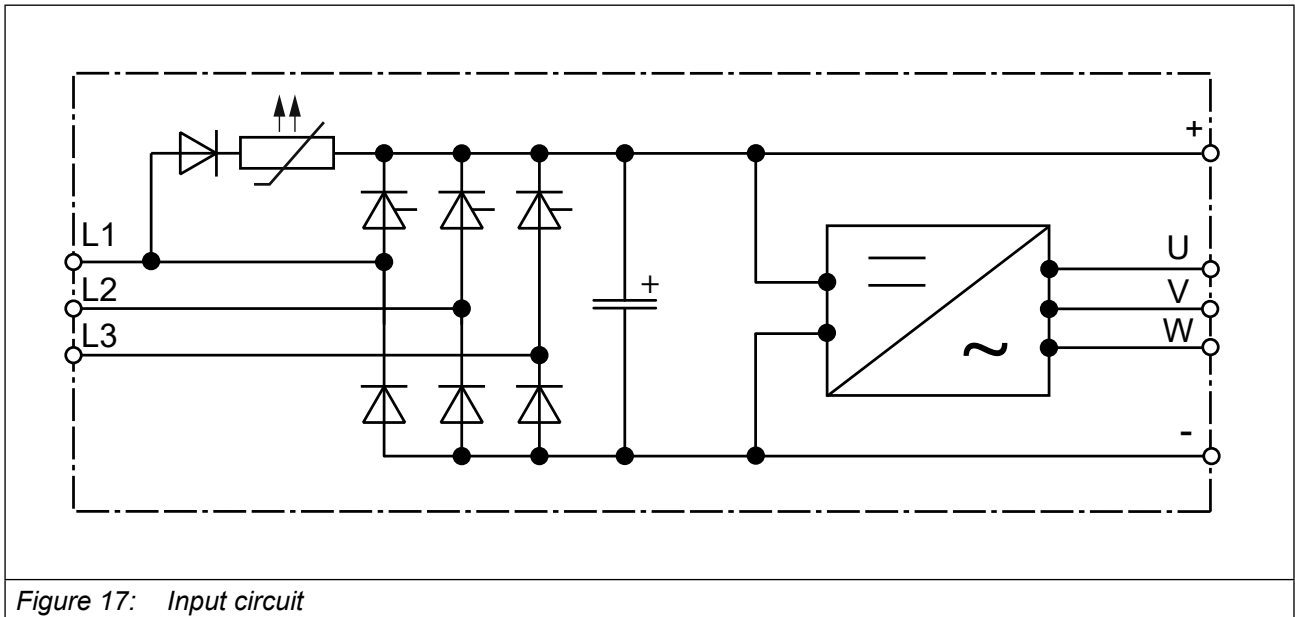 +
L1
L2
L3
+
U
V
W
~
-
Figure 17: Input circuit